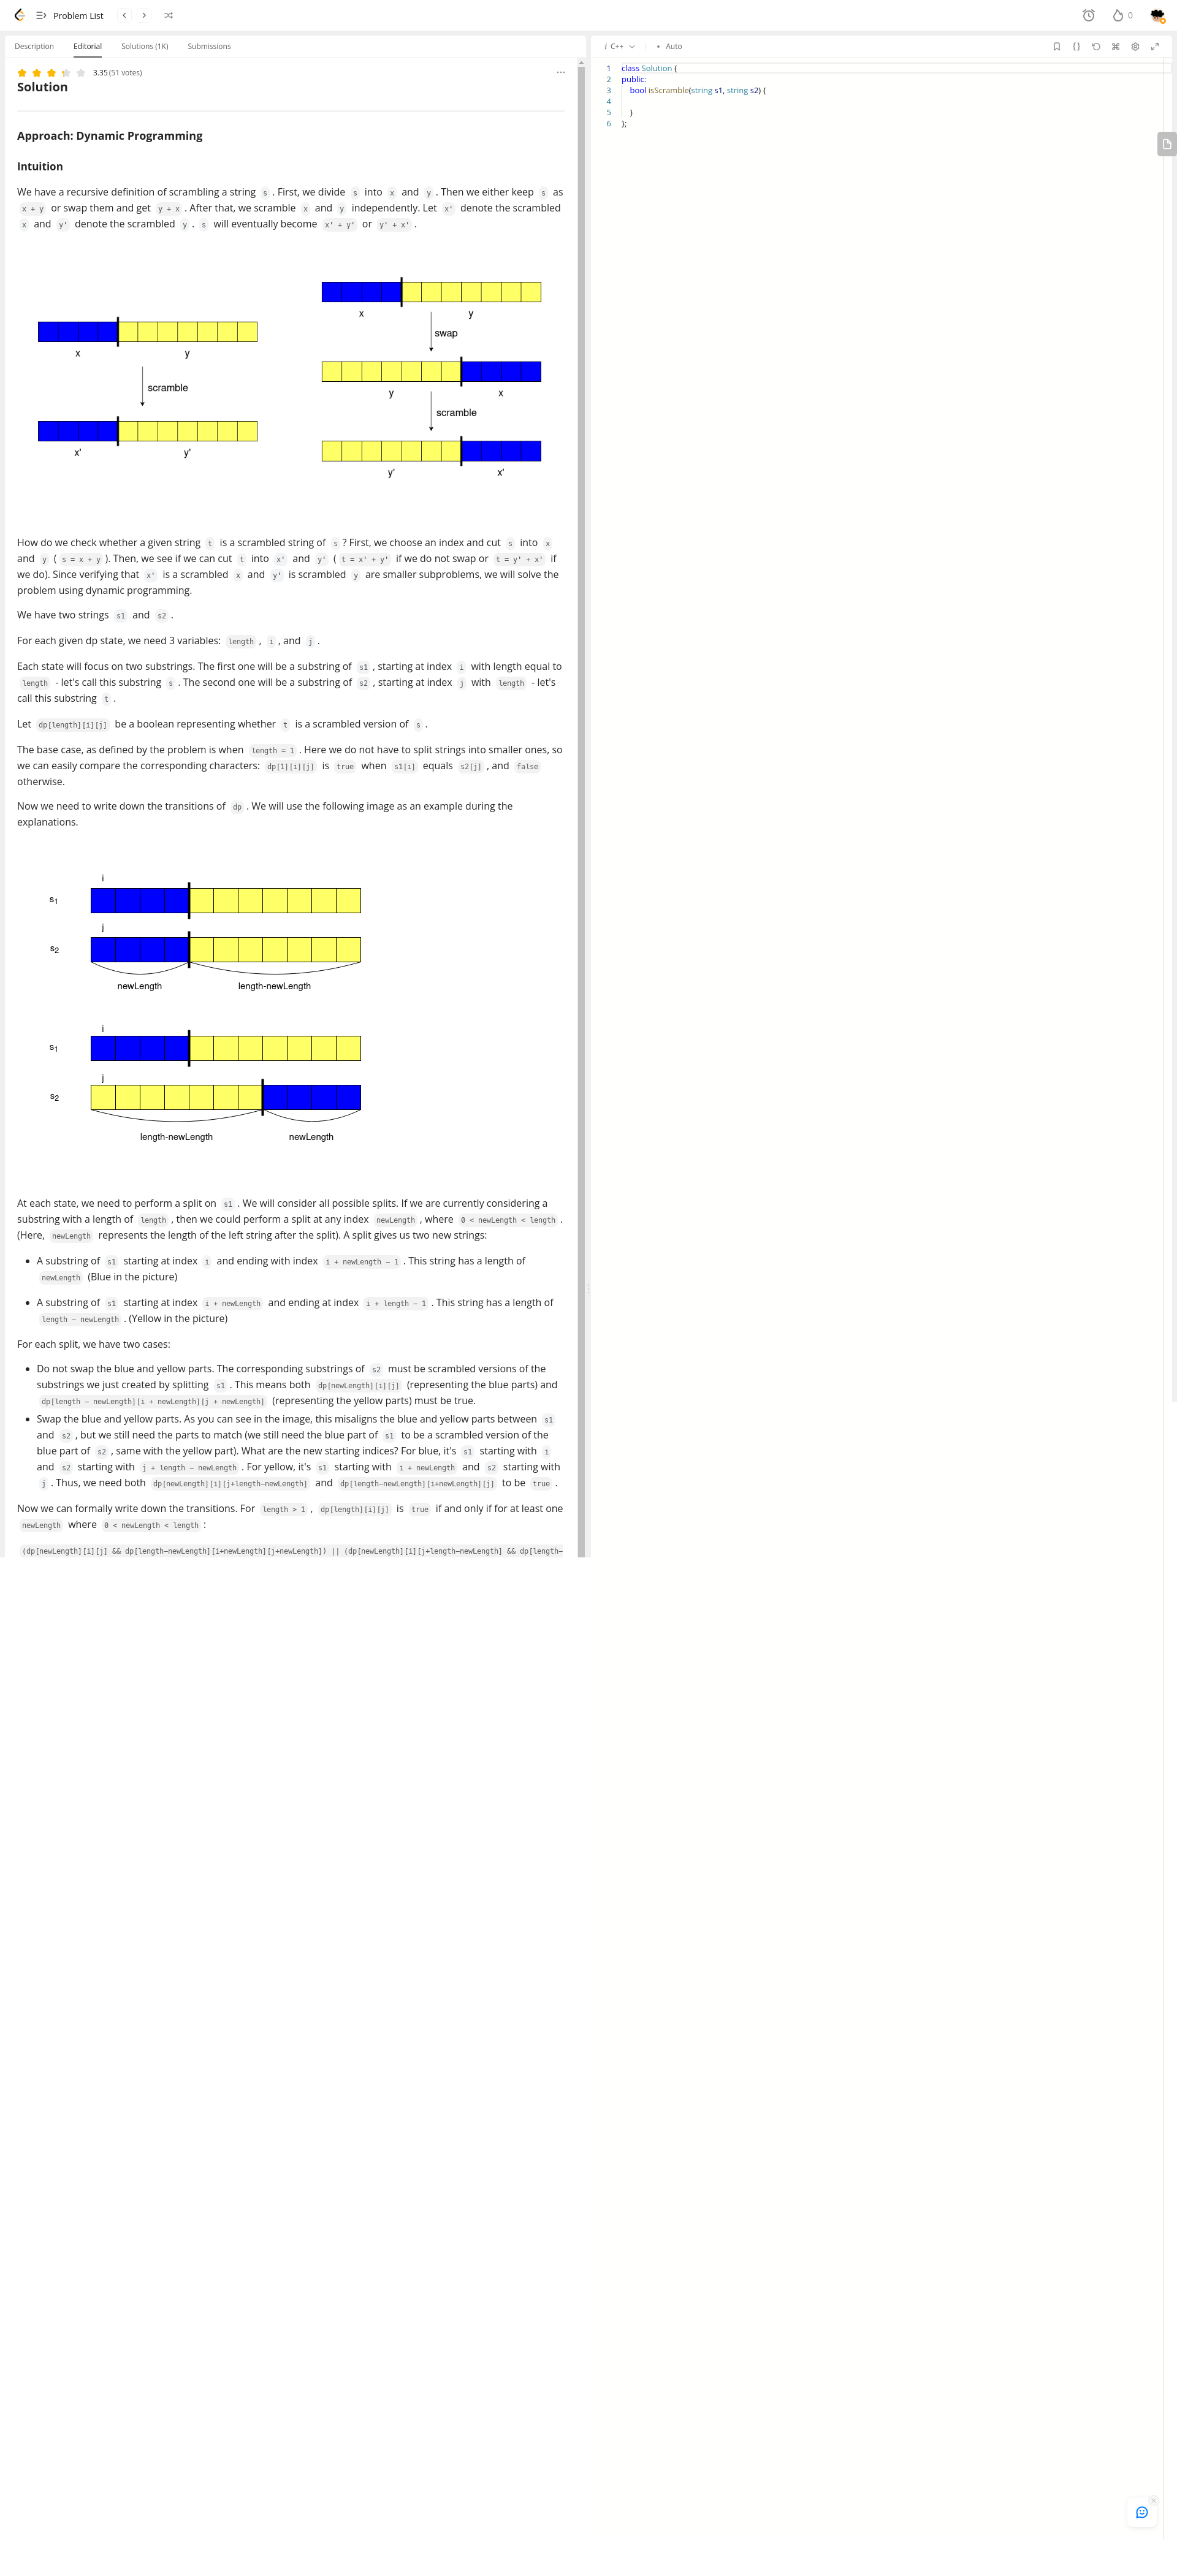 Problem List
0
Description Editorial Solutions (1K) Submissions
3.35 (51 votes)
Solution
Approach: Dynamic Programming
Intuition
We have a recursive definition of scrambling a string s . First, we divide s into x and y . Then we either keep s as
x + y or swap them and get y + x . After that, we scramble x and y independently. Let x' denote the scrambled
x and y' denote the scrambled y . s will eventually become x' + y' or y' + x' .
x y
scramble
x' y'
x y
swap
y x
scramble
y' x'
How do we check whether a given string t is a scrambled string of s ? First, we choose an index and cut s into x
and y ( s = x + y ). Then, we see if we can cut t into x' and y' ( t = x' + y' if we do not swap or t = y' + x' if
we do). Since verifying that x' is a scrambled x and y' is scrambled y are smaller subproblems, we will solve the
problem using dynamic programming.
We have two strings s1 and s2 .
For each given dp state, we need 3 variables: length , i , and j .
Each state will focus on two substrings. The first one will be a substring of s1 , starting at index i with length equal to
length - let's call this substring s . The second one will be a substring of s2 , starting at index j with length - let's
call this substring t .
Let dp[length][i][j] be a boolean representing whether t is a scrambled version of s .
The base case, as defined by the problem is when length = 1 . Here we do not have to split strings into smaller ones, so
we can easily compare the corresponding characters: dp[1][i][j] is true when s1[i] equals s2[j] , and false
otherwise.
Now we need to write down the transitions of dp . We will use the following image as an example during the
explanations.
i
s1
j
s2
newLength length-newLength
i
s1
j
s2
length-newLength newLength
At each state, we need to perform a split on s1 . We will consider all possible splits. If we are currently considering a
substring with a length of length , then we could perform a split at any index newLength , where 0 < newLength < length .
(Here, newLength represents the length of the left string after the split). A split gives us two new strings:
• A substring of s1 starting at index i and ending with index i + newLength − 1 . This string has a length of
newLength (Blue in the picture)
• A substring of s1 starting at index i + newLength and ending at index i + length − 1 . This string has a length of
length − newLength . (Yellow in the picture)
For each split, we have two cases:
• Do not swap the blue and yellow parts. The corresponding substrings of s2 must be scrambled versions of the
substrings we just created by splitting s1 . This means both dp[newLength][i][j] (representing the blue parts) and
dp[length − newLength][i + newLength][j + newLength] (representing the yellow parts) must be true.
• Swap the blue and yellow parts. As you can see in the image, this misaligns the blue and yellow parts between s1
and s2 , but we still need the parts to match (we still need the blue part of s1 to be a scrambled version of the
blue part of s2 , same with the yellow part). What are the new starting indices? For blue, it's s1 starting with i
and s2 starting with j + length − newLength . For yellow, it's s1 starting with i + newLength and s2 starting with
j . Thus, we need both dp[newLength][i][j+length−newLength] and dp[length−newLength][i+newLength][j] to be true .
Now we can formally write down the transitions. For length > 1 , dp[length][i][j] is true if and only if for at least one
newLength where 0 < newLength < length :
(dp[newLength][i][j] && dp[length−newLength][i+newLength][j+newLength]) || (dp[newLength][i][j+length−newLength] && dp[length−
i C++ • Auto
1 class Solution {
2 public:
3 bool isScramble(string s1, string s2) {
4
5 }
6 };